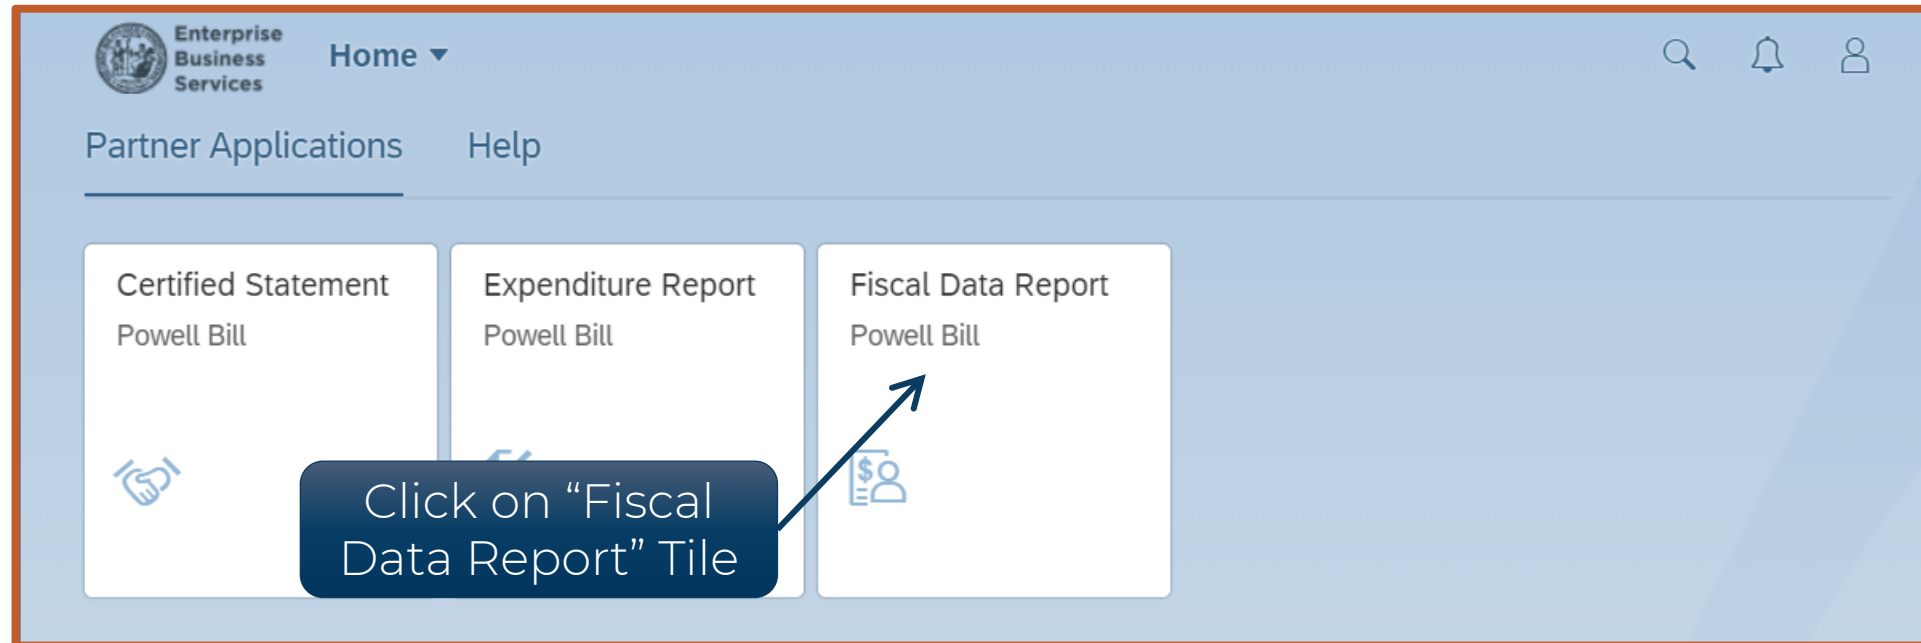 Enterprise
Business
Services
Home
Partner Applications
Help
Certified Statement
Powell Bill
Expenditure Report
Powell Bill
Fiscal Data Report
Powell Bill
Click on “Fiscal
Data Report” Tile